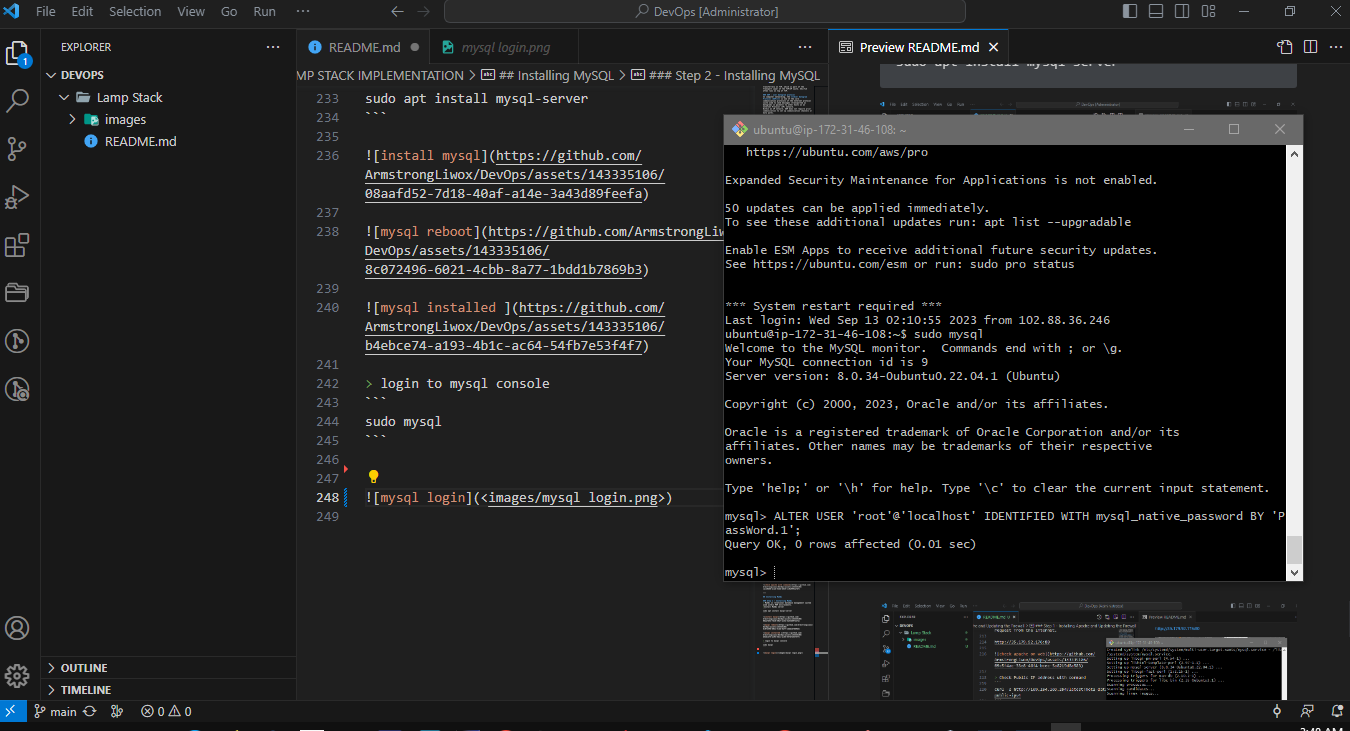 File Edit Selection View Go Run ··· DevOps [Administrator]
EXPLORER ···
README.md
mysql login.png
···
Preview README.md
MP STACK IMPLEMENTATION > ## Installing MySQL > ### Step 2 - Installing MySQL
1
DEVOPS
Lamp Stack
images
README.md
233 sudo apt install mysql-server
234 ```
235
236 ![install mysql](https://github.com/
ArmstrongLiwox/DevOps/assets/143335106/
08aafd52-7d18-40af-a14e-3a43d89feefa)
237
238 ![mysql reboot](https://github.com/ArmstrongLiw
DevOps/assets/143335106/
8c072496-6021-4cbb-8a77-1bdd1b7869b3)
239
240 ![mysql installed ](https://github.com/
ArmstrongLiwox/DevOps/assets/143335106/
b4ebce74-a193-4b1c-ac64-54fb7e53f4f7)
241
242 > login to mysql console
243 ```
244 sudo mysql
245 ```
246
247
248 ![mysql login](<images/mysql login.png>)
249
sudo apt install mysql-server
ubuntu@ip-172-31-46-108: ~
https://ubuntu.com/aws/pro
Expanded Security Maintenance for Applications is not enabled.
50 updates can be applied immediately.
To see these additional updates run: apt list --upgradable
Enable ESM Apps to receive additional future security updates.
See https://ubuntu.com/esm or run: sudo pro status
*** System restart required ***
Last login: Wed Sep 13 02:10:55 2023 from 102.88.36.246
ubuntu@ip-172-31-46-108:~$ sudo mysql
Welcome to the MySQL monitor.  Commands end with ; or \g.
Your MySQL connection id is 9
Server version: 8.0.34-0ubuntu0.22.04.1 (Ubuntu)
Copyright (c) 2000, 2023, Oracle and/or its affiliates.
Oracle is a registered trademark of Oracle Corporation and/or its
affiliates. Other names may be trademarks of their respective
owners.
Type 'help;' or '\h' for help. Type '\c' to clear the current input statement.
mysql> ALTER USER 'root'@'localhost' IDENTIFIED WITH mysql_native_password BY 'P
assWord.1';
Query OK, 0 rows affected (0.01 sec)
mysql>
OUTLINE
TIMELINE
main 0 0